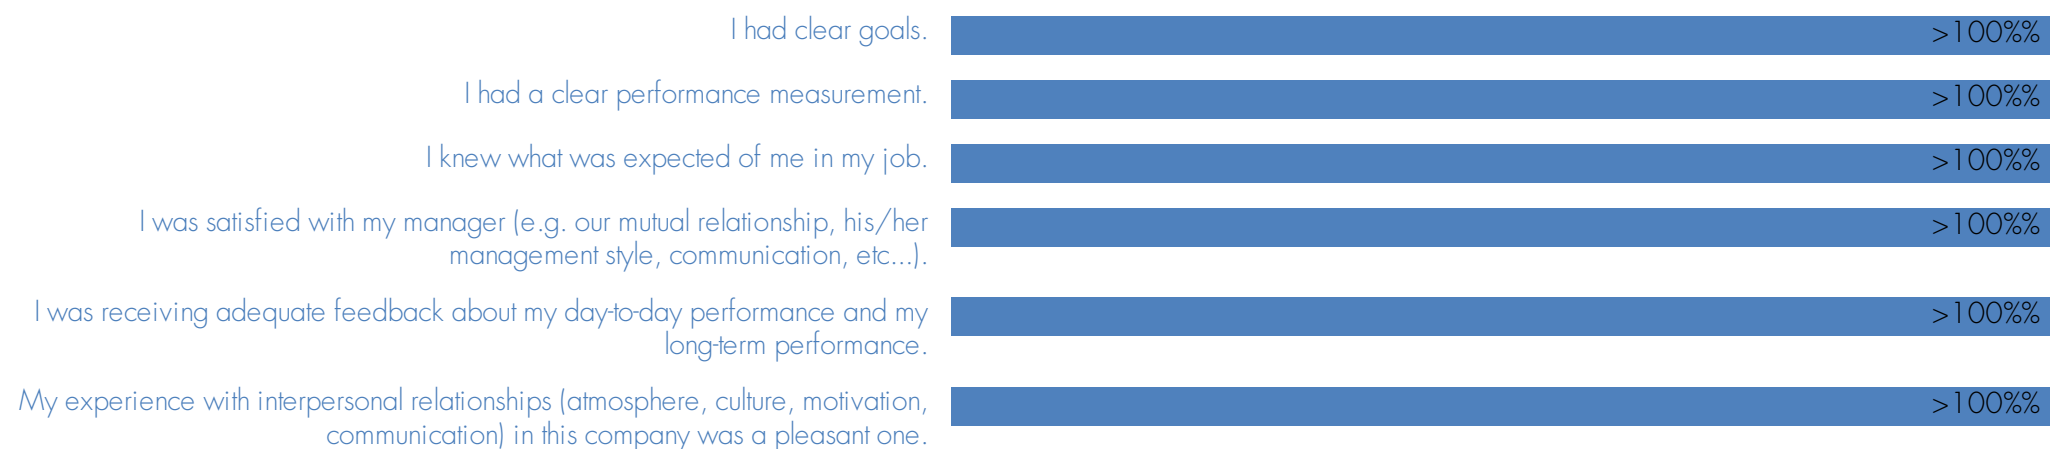 I had clear goals. >100%%
I had a clear performance measurement. >100%%
I knew what was expected of me in my job. >100%%
I was satisfied with my manager (e.g. our mutual relationship, his/her >100%%
management style, communication, etc...).
I was receiving adequate feedback about my day-to-day performance and my >100%%
long-term performance.
My experience with interpersonal relationships (atmosphere, culture, motivation, >100%%
communication) in this company was a pleasant one.